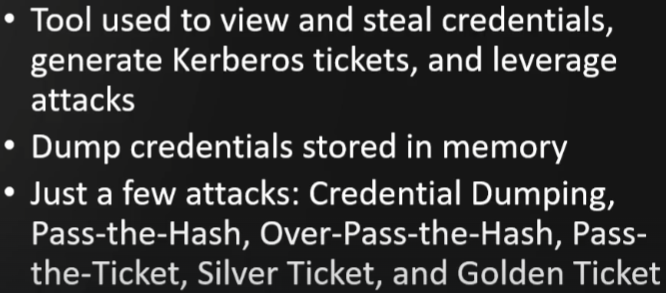 • Tool used to view and steal credentials,
generate Kerberos tickets, and leverage
attacks
• Dump credentials stored in memory
• Just a few attacks: Credential Dumping,
Pass-the-Hash, Over-Pass-the-Hash, Pass-
the-Ticket, Silver Ticket, and Golden Ticket